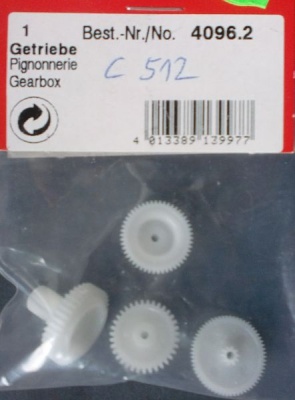 1 Best.-Nr./No. 4096.2
Getriebe
Pignonnerie
Gearbox
C 512
4 013389 139977